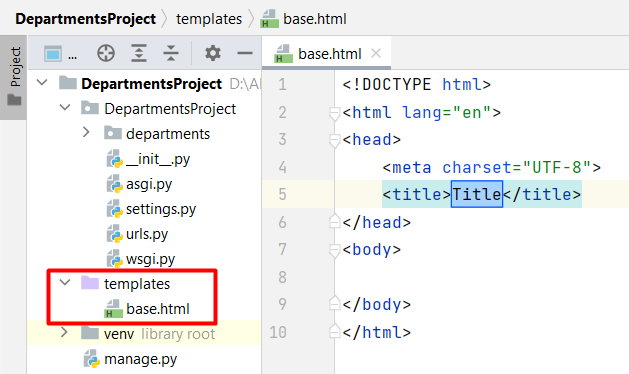 DepartmentsProject templates base.html
Project
...
base.html
DepartmentsProject D:\
DepartmentsProject
departments
__init__.py
asgi.py
settings.py
urls.py
wsgi.py
templates
base.html
venv library root
manage.py
1 <!DOCTYPE html>
2 <html lang="en">
3 <head>
4 <meta charset="UTF-8">
5 <title>Title</title>
6 </head>
7 <body>
8
9 </body>
10 </html>